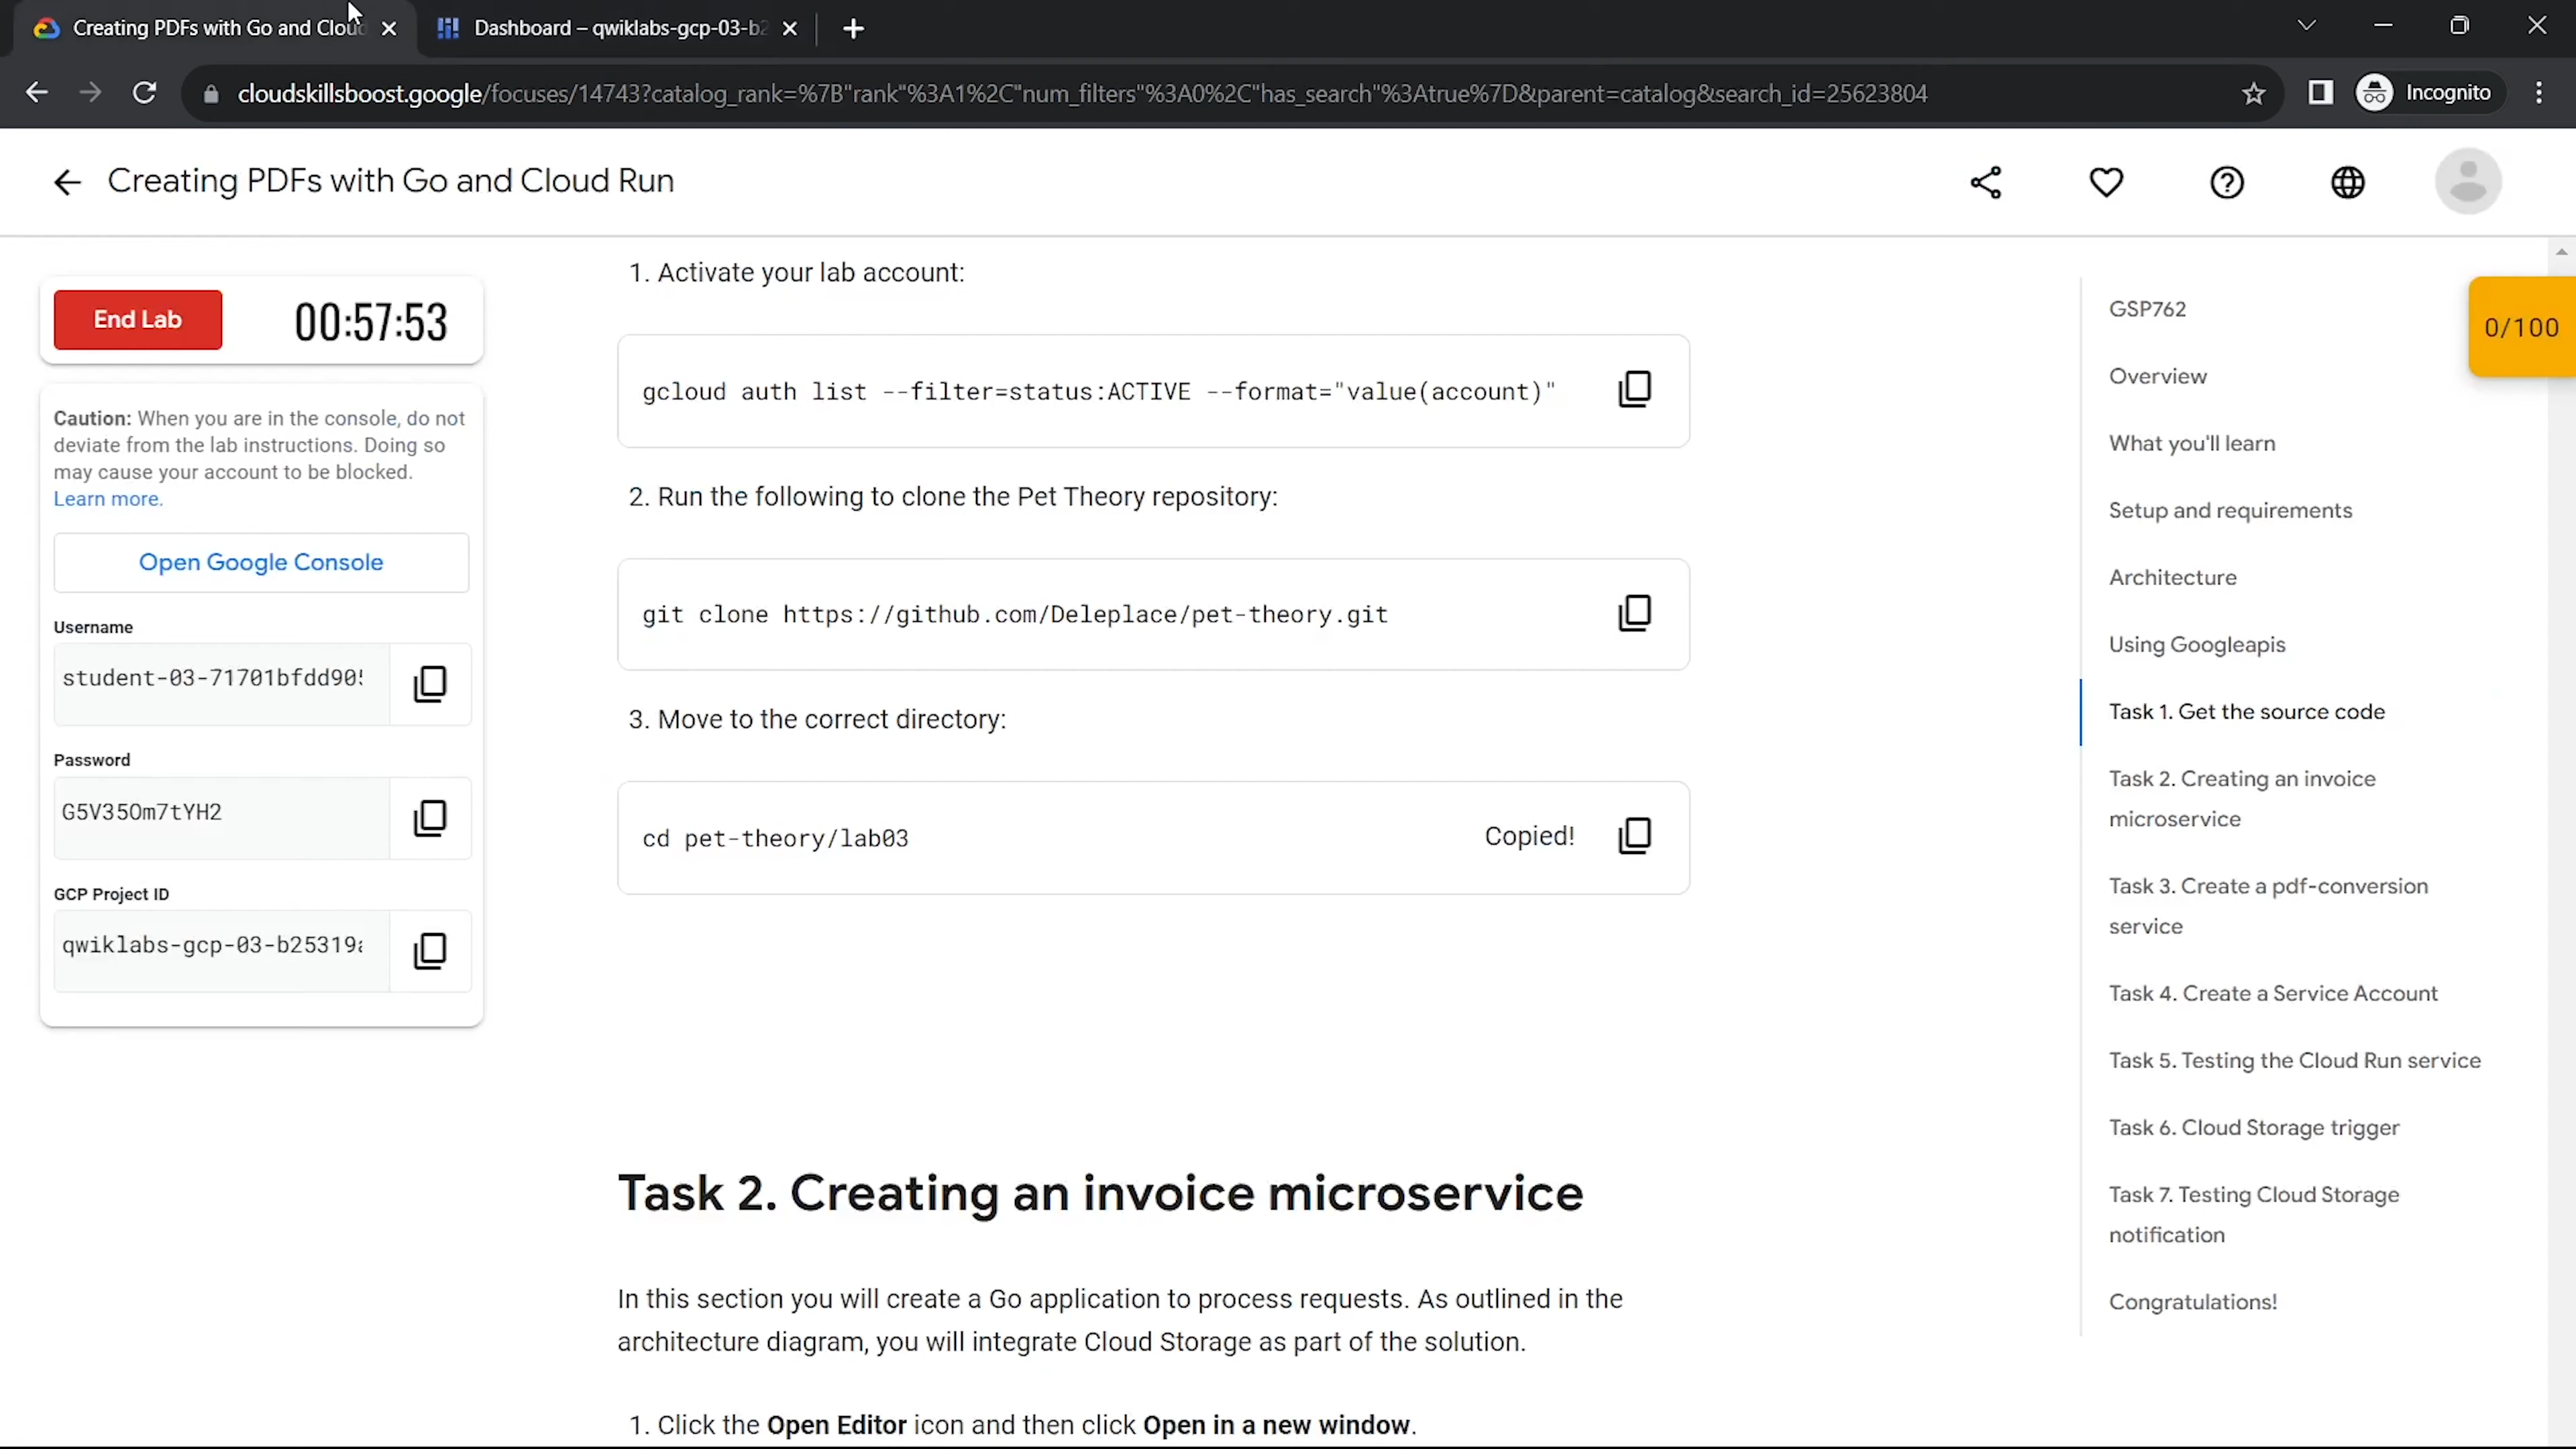 Creating PDFs with Go and Cloud
Dashboard – qwiklabs-gcp-03-b2
cloudskillsboost.google/focuses/14743?catalog_rank=%7B"rank"%3A1%2C"num_filters"%3A0%2C"has_search"%3Atrue%7D&parent=catalog&search_id=25623804
Incognito
Creating PDFs with Go and Cloud Run
End Lab
00:57:53
Caution: When you are in the console, do not
deviate from the lab instructions. Doing so
may cause your account to be blocked.
Learn more.
Open Google Console
Username
student-03-71701bfdd905
Password
G5V35Om7tYH2
GCP Project ID
qwiklabs-gcp-03-b25319a
1. Activate your lab account:
gcloud auth list --filter=status:ACTIVE --format="value(account)"
2. Run the following to clone the Pet Theory repository:
git clone https://github.com/Deleplace/pet-theory.git
3. Move to the correct directory:
cd pet-theory/lab03
Copied!
Task 2. Creating an invoice microservice
In this section you will create a Go application to process requests. As outlined in the
architecture diagram, you will integrate Cloud Storage as part of the solution.
1. Click the Open Editor icon and then click Open in a new window.
GSP762
Overview
What you'll learn
Setup and requirements
Architecture
Using Googleapis
Task 1. Get the source code
Task 2. Creating an invoice
microservice
Task 3. Create a pdf-conversion
service
Task 4. Create a Service Account
Task 5. Testing the Cloud Run service
Task 6. Cloud Storage trigger
Task 7. Testing Cloud Storage
notification
Congratulations!
0/100